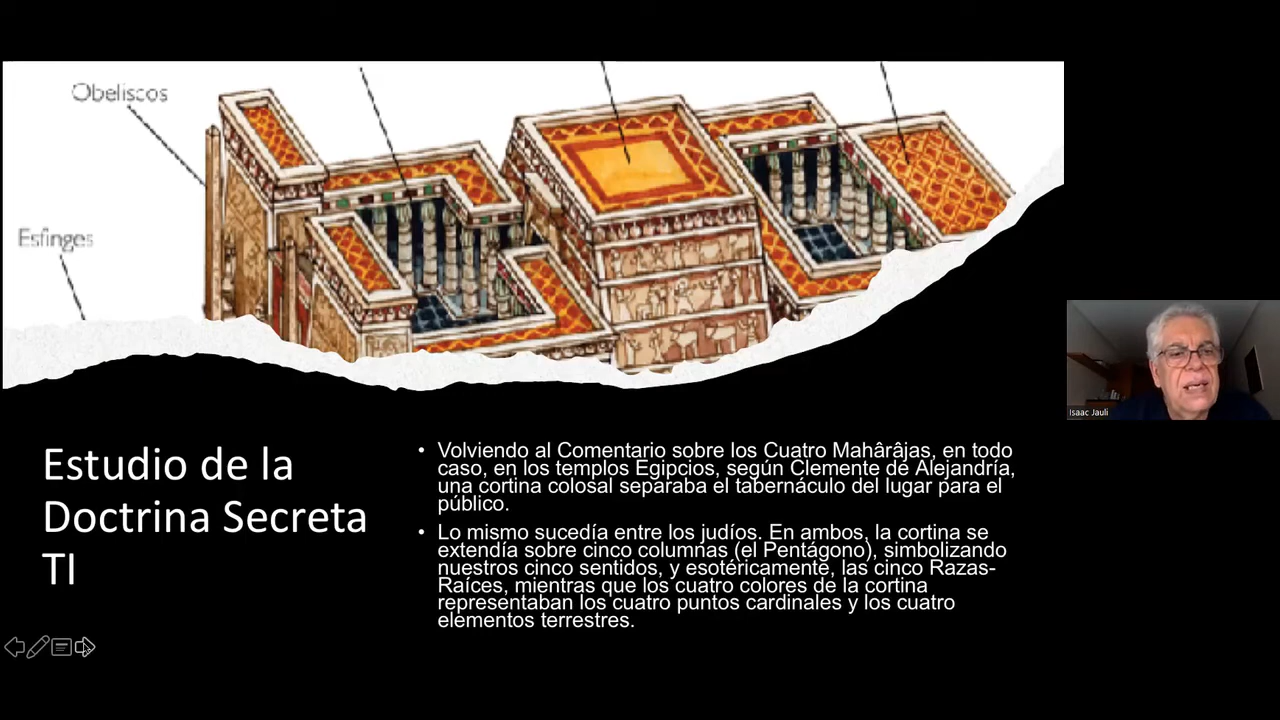 Obeliscos
Esfinges
Estudio de la
Doctrina Secreta
TI
• Volviendo al Comentario sobre los Cuatro Mahârâjas, en todo
caso, en los templos Egipcios, según Clemente de Alejandría,
una cortina colosal separaba el tabernáculo del lugar para el
público.
• Lo mismo sucedía entre los judíos. En ambos, la cortina se
extendía sobre cinco columnas (el Pentágono), simbolizando
nuestros cinco sentidos, y esotéricamente, las cinco Razas-
Raíces, mientras que los cuatro colores de la cortina
representaban los cuatro puntos cardinales y los cuatro
elementos terrestres.
Isaac Jauli